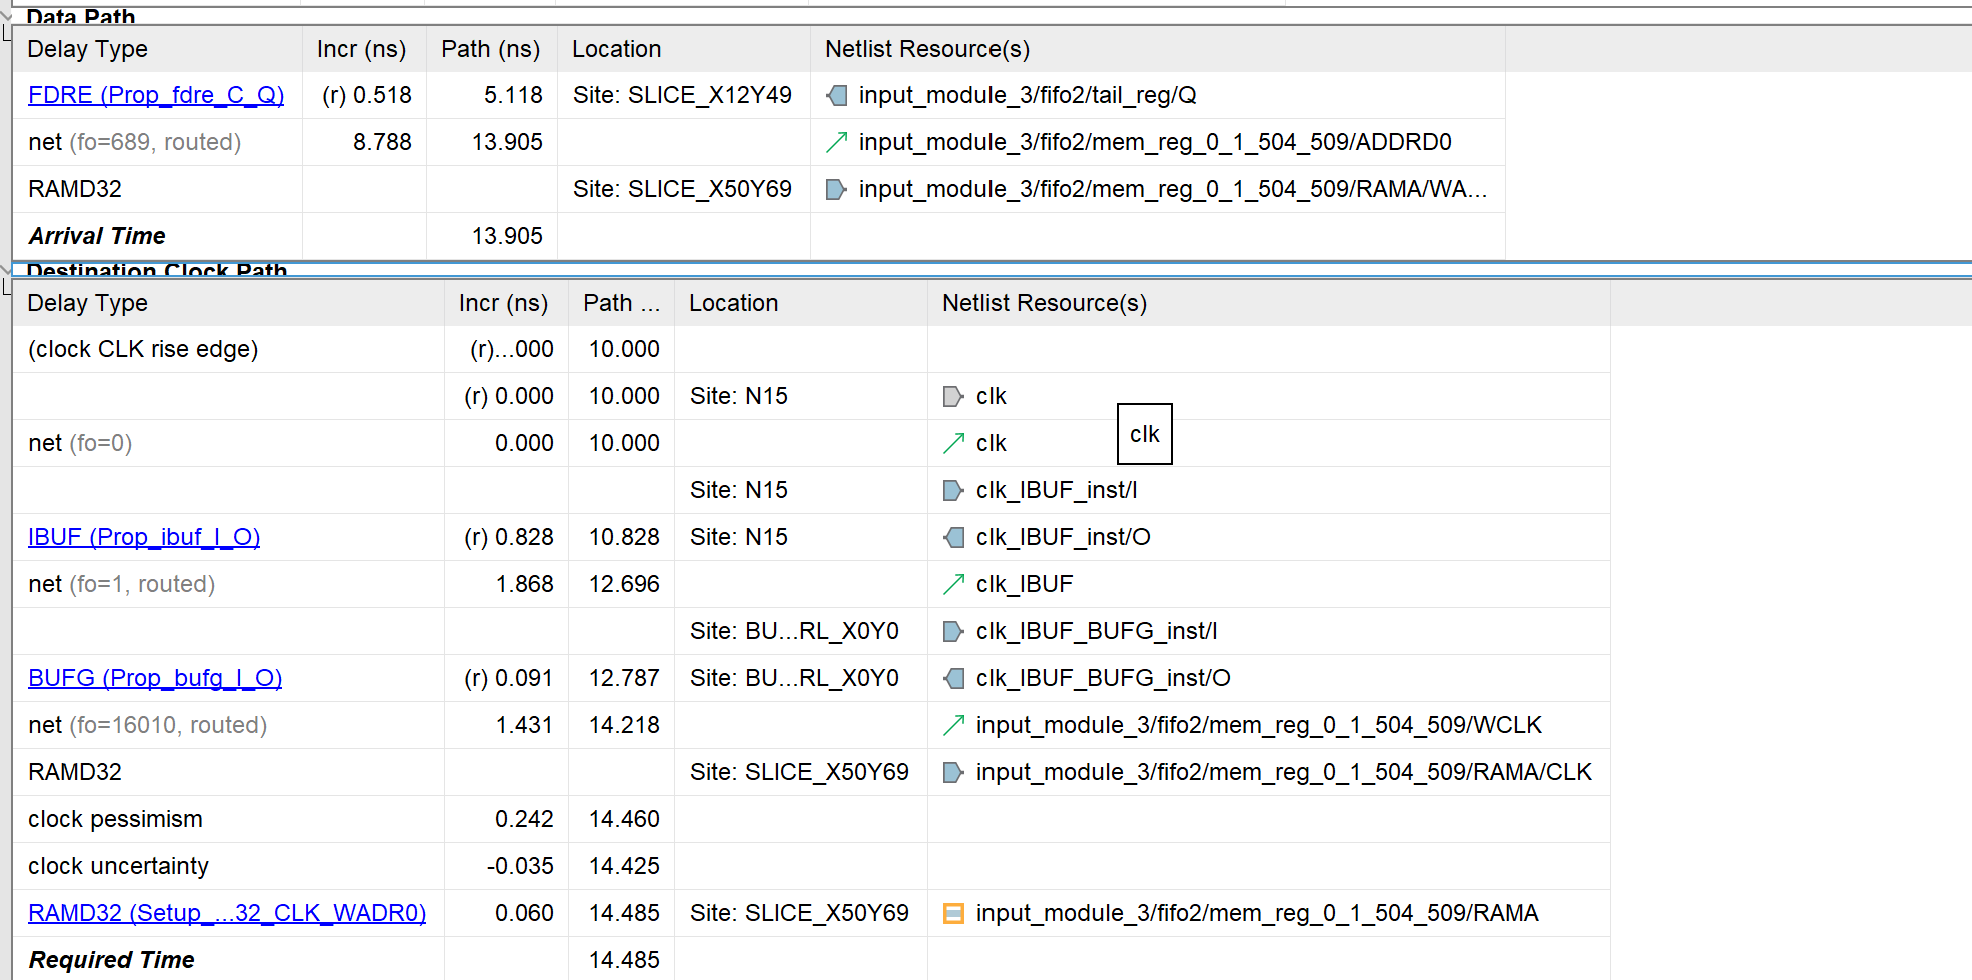 Data Path
Delay Type Incr (ns) Path (ns) Location Netlist Resource(s)
FDRE (Prop_fdre_C_Q) (r) 0.518 5.118 Site: SLICE_X12Y49 input_module_3/fifo2/tail_reg/Q
net (fo=689, routed) 8.788 13.905 input_module_3/fifo2/mem_reg_0_1_504_509/ADDRD0
RAMD32 Site: SLICE_X50Y69 input_module_3/fifo2/mem_reg_0_1_504_509/RAMA/WA...
Arrival Time 13.905
Destination Clock Path
Delay Type Incr (ns) Path ... Location Netlist Resource(s)
(clock CLK rise edge) (r)...000 10.000
(r) 0.000 10.000 Site: N15 clk
clk
net (fo=0) 0.000 10.000 clk
Site: N15 clk_IBUF_inst/I
IBUF (Prop_ibuf_I_O) (r) 0.828 10.828 Site: N15 clk_IBUF_inst/O
net (fo=1, routed) 1.868 12.696 clk_IBUF
Site: BU...RL_X0Y0 clk_IBUF_BUFG_inst/I
BUFG (Prop_bufg_I_O) (r) 0.091 12.787 Site: BU...RL_X0Y0 clk_IBUF_BUFG_inst/O
net (fo=16010, routed) 1.431 14.218 input_module_3/fifo2/mem_reg_0_1_504_509/WCLK
RAMD32 Site: SLICE_X50Y69 input_module_3/fifo2/mem_reg_0_1_504_509/RAMA/CLK
clock pessimism 0.242 14.460
clock uncertainty -0.035 14.425
RAMD32 (Setup_...32_CLK_WADR0) 0.060 14.485 Site: SLICE_X50Y69 input_module_3/fifo2/mem_reg_0_1_504_509/RAMA
Required Time 14.485